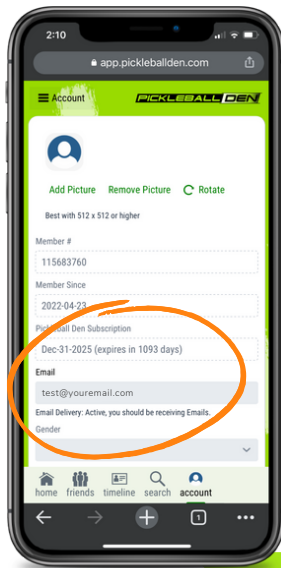 2:10
app.pickleballden.com
Account PICKLEBALL DEN
Add Picture Remove Picture Rotate
Best with 512 x 512 or higher
Member #
115683760
Member Since
2022-04-23
Pickleball Den Subscription
Dec-31-2025 (expires in 1093 days)
Email
test@youremail.com
Email Delivery: Active, you should be receiving Emails.
Gender
home friends timeline search account
1